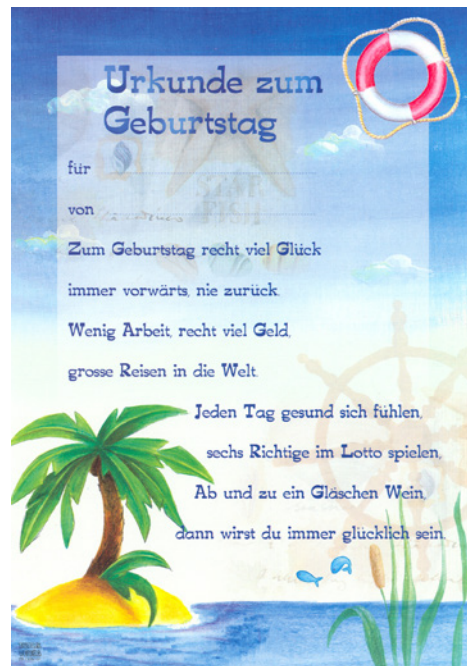 Urkunde zum
Geburtstag
für
von
Zum Geburtstag recht viel Glück
immer vorwärts, nie zurück.
Wenig Arbeit, recht viel Geld,
grosse Reisen in die Welt.
Jeden Tag gesund sich fühlen,
sechs Richtige im Lotto spielen,
Ab und zu ein Gläschen Wein,
dann wirst du immer glücklich sein.